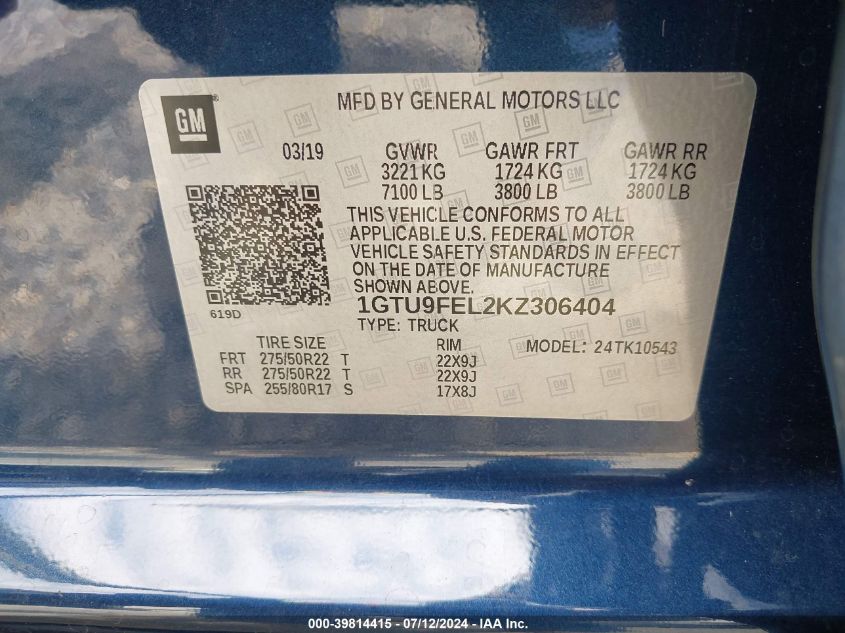 GM
MFD BY GENERAL MOTORS LLC
03/19 GVWR GAWR FRT GAWR RR
3221 KG 1724 KG 1724 KG
7100 LB 3800 LB 3800 LB
THIS VEHICLE CONFORMS TO ALL
APPLICABLE U.S. FEDERAL MOTOR
VEHICLE SAFETY STANDARDS IN EFFECT
ON THE DATE OF MANUFACTURE
SHOWN ABOVE.
619D
1GTU9FEL2KZ306404
TYPE: TRUCK
TIRE SIZE RIM MODEL: 24TK10543
FRT 275/50R22 T 22X9J
RR 275/50R22 T 22X9J
SPA 255/80R17 S 17X8J
000-39814415 - 07/12/2024 - IAA Inc.